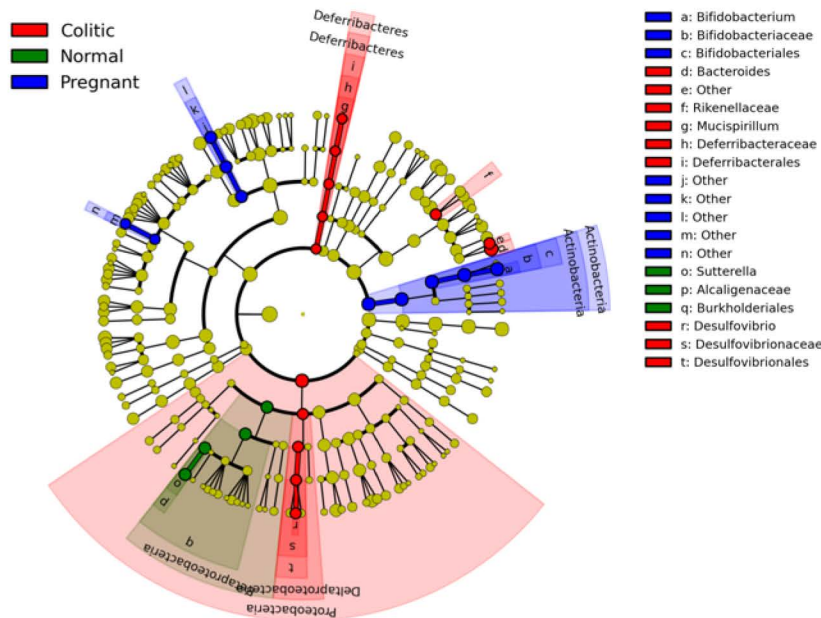 Colitic
Normal
Pregnant
a: Bifidobacterium
b: Bifidobacteriaceae
c: Bifidobacteriales
d: Bacteroides
e: Other
f: Rikenellaceae
g: Mucispirillum
h: Deferribacteraceae
i: Deferribacterales
j: Other
k: Other
l: Other
m: Other
n: Other
o: Sutterella
p: Alcaligenaceae
q: Burkholderiales
r: Desulfovibrio
s: Desulfovibrionaceae
t: Desulfovibrionales
Deferribacteres
Deferribacteres
i
h
g
l
k
n
m
f
e
d
a
b
c
Actinobacteria
Actinobacteria
o
p
q
r
s
t
Betaproteobacteria
Deltaproteobacteria
Proteobacteria